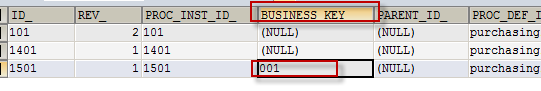 ID_ REV_ PROC_INST_ID_ BUSINESS_KEY PARENT_ID_ PROC_DEF_I
101 2 101 (NULL) (NULL) purchasing
1401 1 1401 (NULL) (NULL) purchasing
1501 1 1501 001 (NULL) purchasing